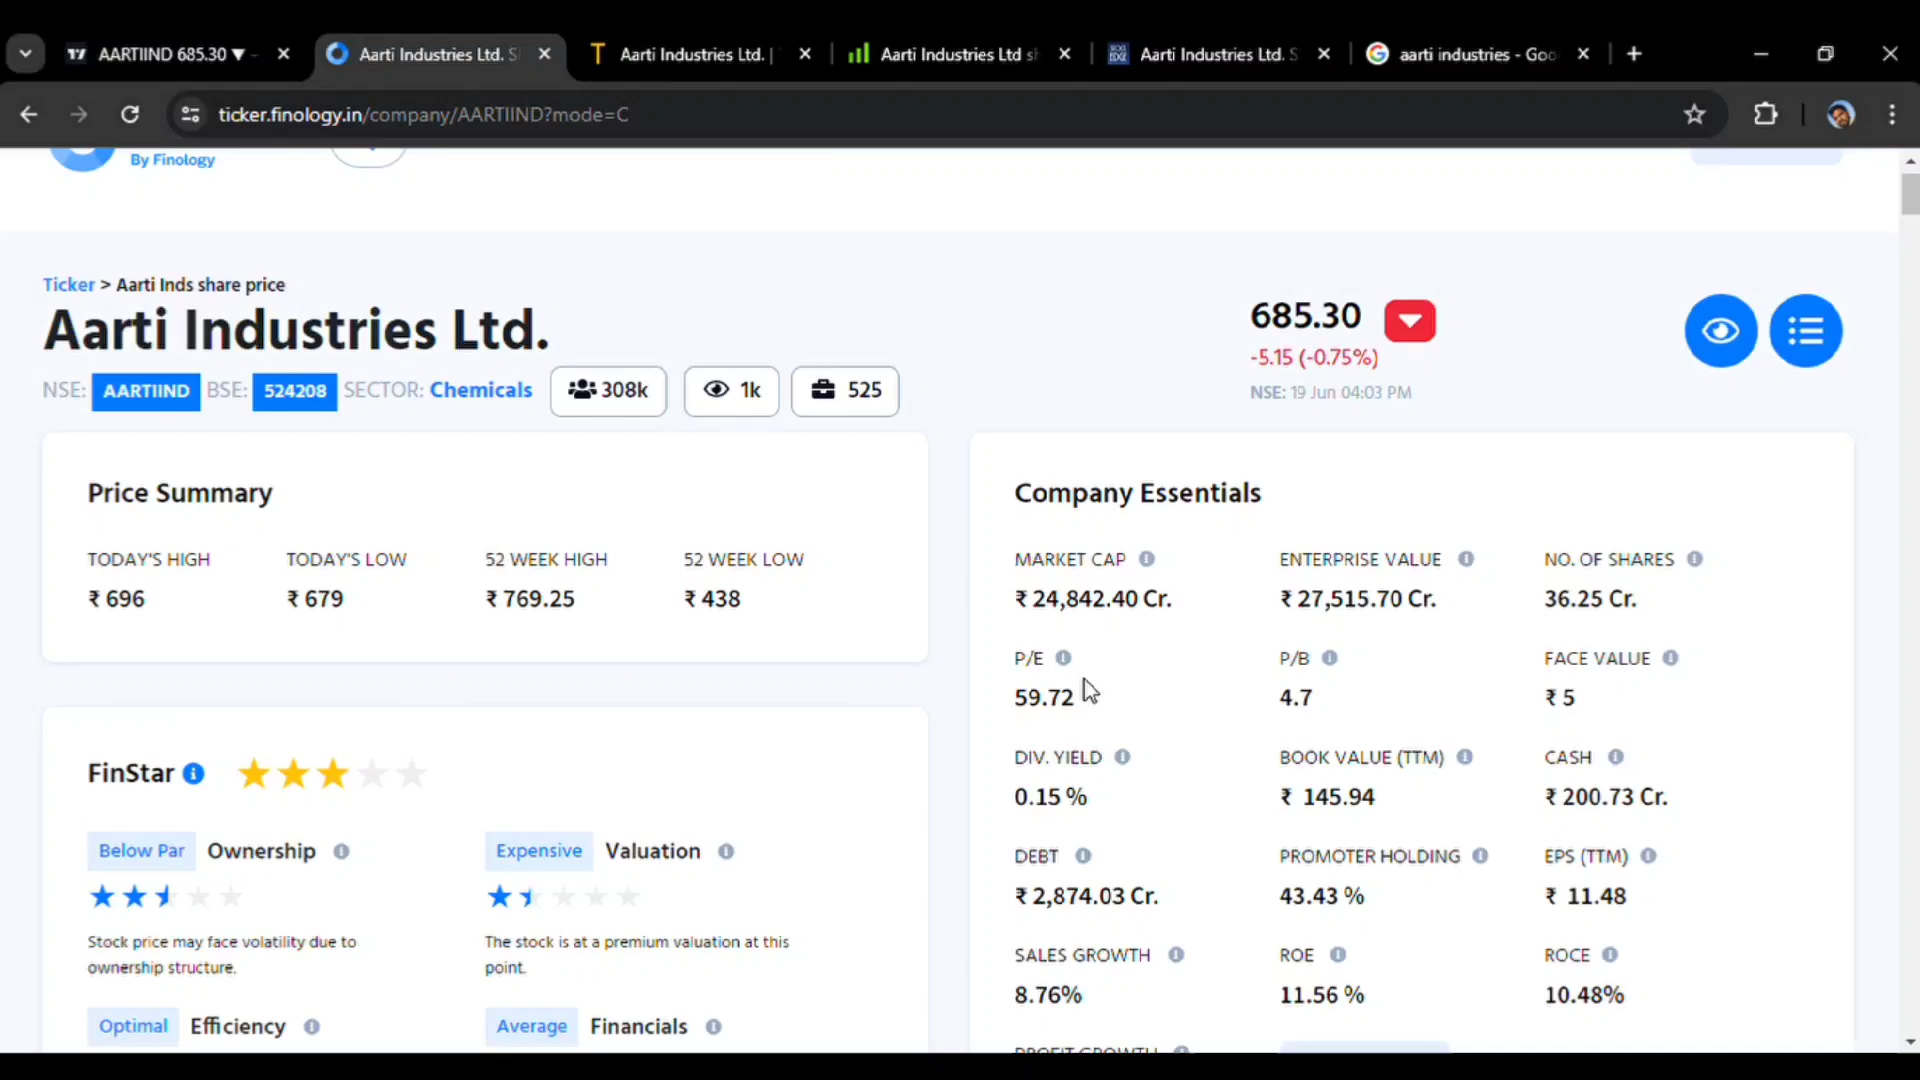 AARTIIND 685.30 ▼
Aarti Industries Ltd. S
Aarti Industries Ltd. |
Aarti Industries Ltd sh
Aarti Industries Ltd. S
aarti industries - Goo
ticker.finology.in/company/AARTIIND?mode=C
By Finology
Ticker > Aarti Inds share price
Aarti Industries Ltd.
685.30
-5.15 (-0.75%)
NSE: 19 Jun 04:03 PM
NSE: AARTIIND BSE: 524208 SECTOR: Chemicals 308k 1k 525
Price Summary
TODAY'S HIGH TODAY'S LOW 52 WEEK HIGH 52 WEEK LOW
₹ 696 ₹ 679 ₹ 769.25 ₹ 438
FinStar
Below Par Ownership
Stock price may face volatility due to
ownership structure.
Expensive Valuation
The stock is at a premium valuation at this
point.
Optimal Efficiency
Average Financials
Company Essentials
MARKET CAP ENTERPRISE VALUE NO. OF SHARES
₹ 24,842.40 Cr. ₹ 27,515.70 Cr. 36.25 Cr.
P/E P/B FACE VALUE
59.72 4.7 ₹ 5
DIV. YIELD BOOK VALUE (TTM) CASH
0.15 % ₹ 145.94 ₹ 200.73 Cr.
DEBT PROMOTER HOLDING EPS (TTM)
₹ 2,874.03 Cr. 43.43 % ₹ 11.48
SALES GROWTH ROE ROCE
8.76% 11.56 % 10.48%
PROFIT GROWTH